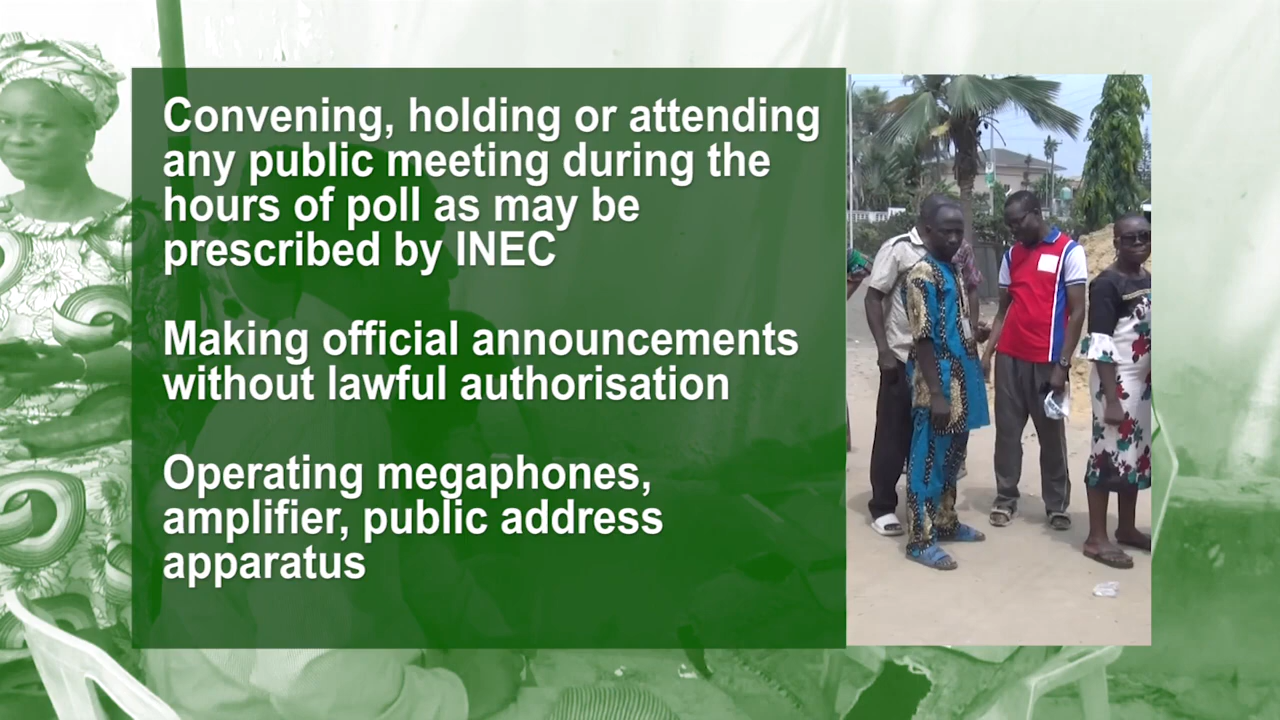 Convening, holding or attending
any public meeting during the
hours of poll as may be
prescribed by INEC
Making official announcements
without lawful authorisation
Operating megaphones,
amplifier, public address
apparatus